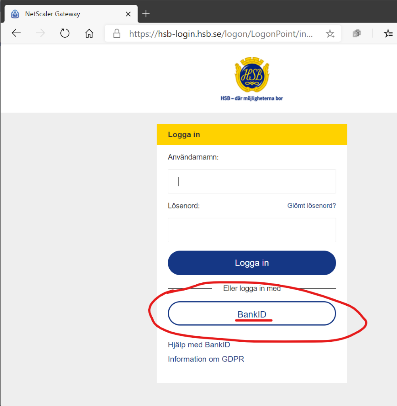 NetScaler Gateway
https://hsb-login.hsb.se/logon/LogonPoint/in...
HSB
HSB – där möjligheterna bor
Logga in
Användarnamn:
Lösenord: Glömt lösenord?
Logga in
Eller logga in med
BankID
Hjälp med BankID
Information om GDPR